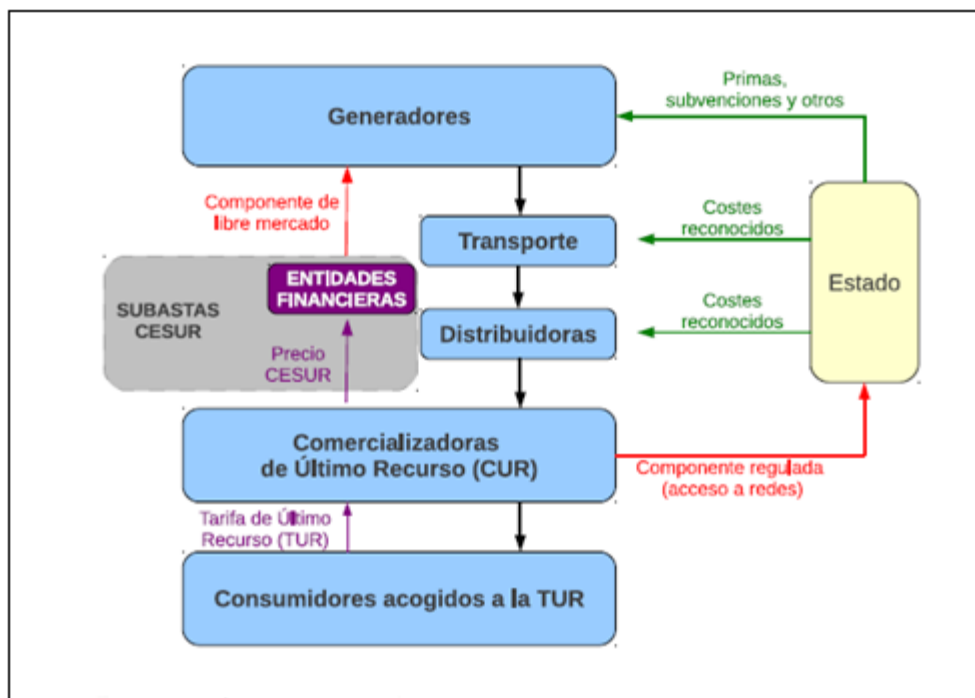 Primas,
subvenciones y otros
Generadores
Componente de
libre mercado
Costes
reconocidos
Transporte
ENTIDADES
FINANCIERAS
SUBASTAS
CESUR
Estado
Costes
reconocidos
Distribuidoras
Precio
CESUR
Comercializadoras
de Último Recurso (CUR)
Componente regulada
(acceso a redes)
Tarifa de Último
Recurso (TUR)
Consumidores acogidos a la TUR